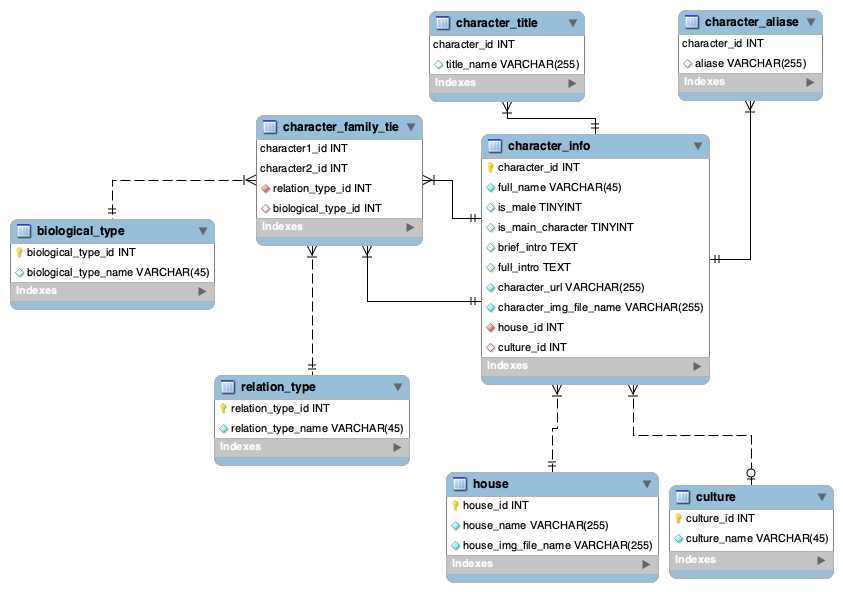 character_title
character_id INT
title_name VARCHAR(255)
Indexes
character_aliase
character_id INT
aliase VARCHAR(255)
Indexes
character_family_tie
character1_id INT
character2_id INT
relation_type_id INT
biological_type_id INT
Indexes
character_info
character_id INT
full_name VARCHAR(45)
is_male TINYINT
is_main_character TINYINT
brief_intro TEXT
full_intro TEXT
character_url VARCHAR(255)
character_img_file_name VARCHAR(255)
house_id INT
culture_id INT
Indexes
biological_type
biological_type_id INT
biological_type_name VARCHAR(45)
Indexes
relation_type
relation_type_id INT
relation_type_name VARCHAR(45)
Indexes
house
house_id INT
house_name VARCHAR(255)
house_img_file_name VARCHAR(255)
Indexes
culture
culture_id INT
culture_name VARCHAR(45)
Indexes